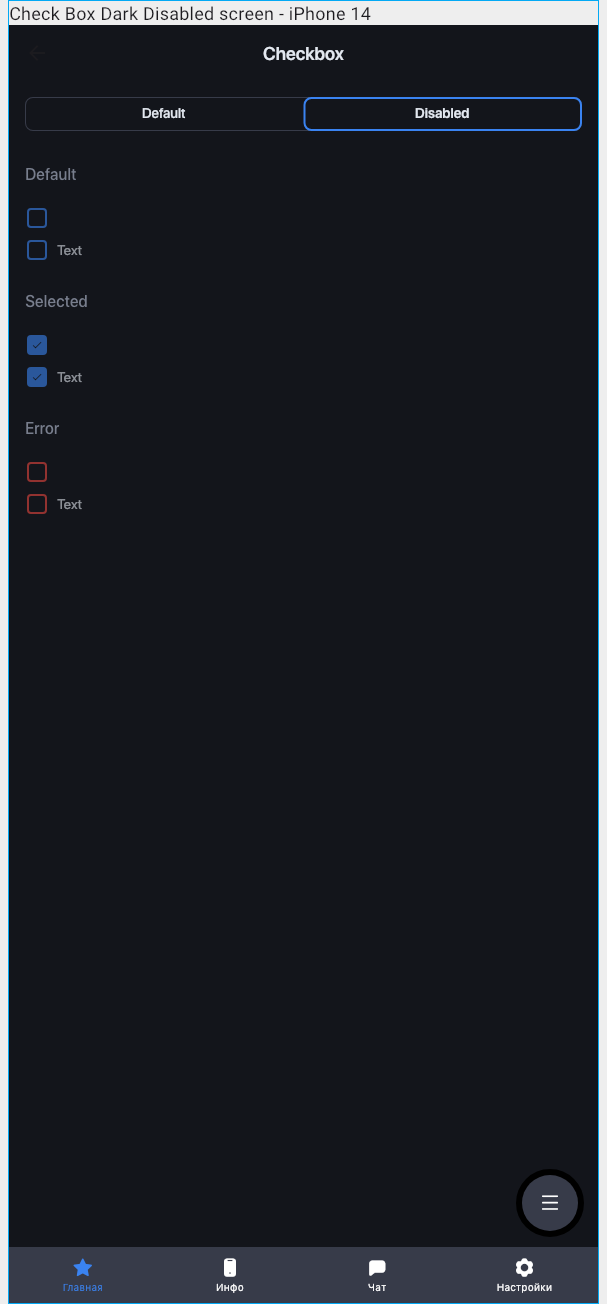 Check Box Dark Disabled screen - iPhone 14
Checkbox
Default
Disabled
Default
Text
Selected
Text
Error
Text
Главная
Инфо
Чат
Настройки